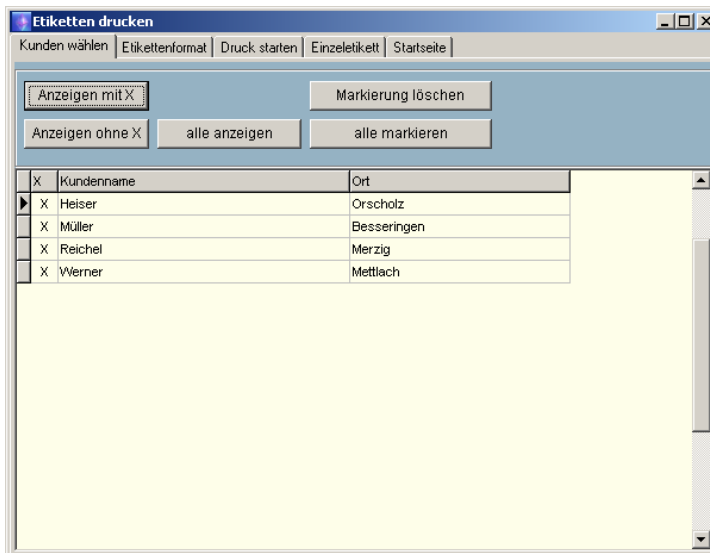 Etiketten drucken
Kunden wählen Etikettenformat Druck starten Einzeletikett Startseite
Anzeigen mit X Markierung löschen
Anzeigen ohne X alle anzeigen alle markieren
X Kundenname Ort
X Heiser Orscholz
X Müller Besseringen
X Reichel Merzig
X Werner Mettlach